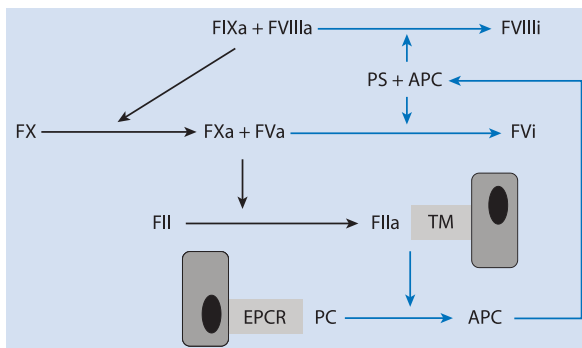 FIXa + FVIIIa FVIIIi
PS + APC
FX FXa + FVa FVi
FII FIIa TM
EPCR PC APC